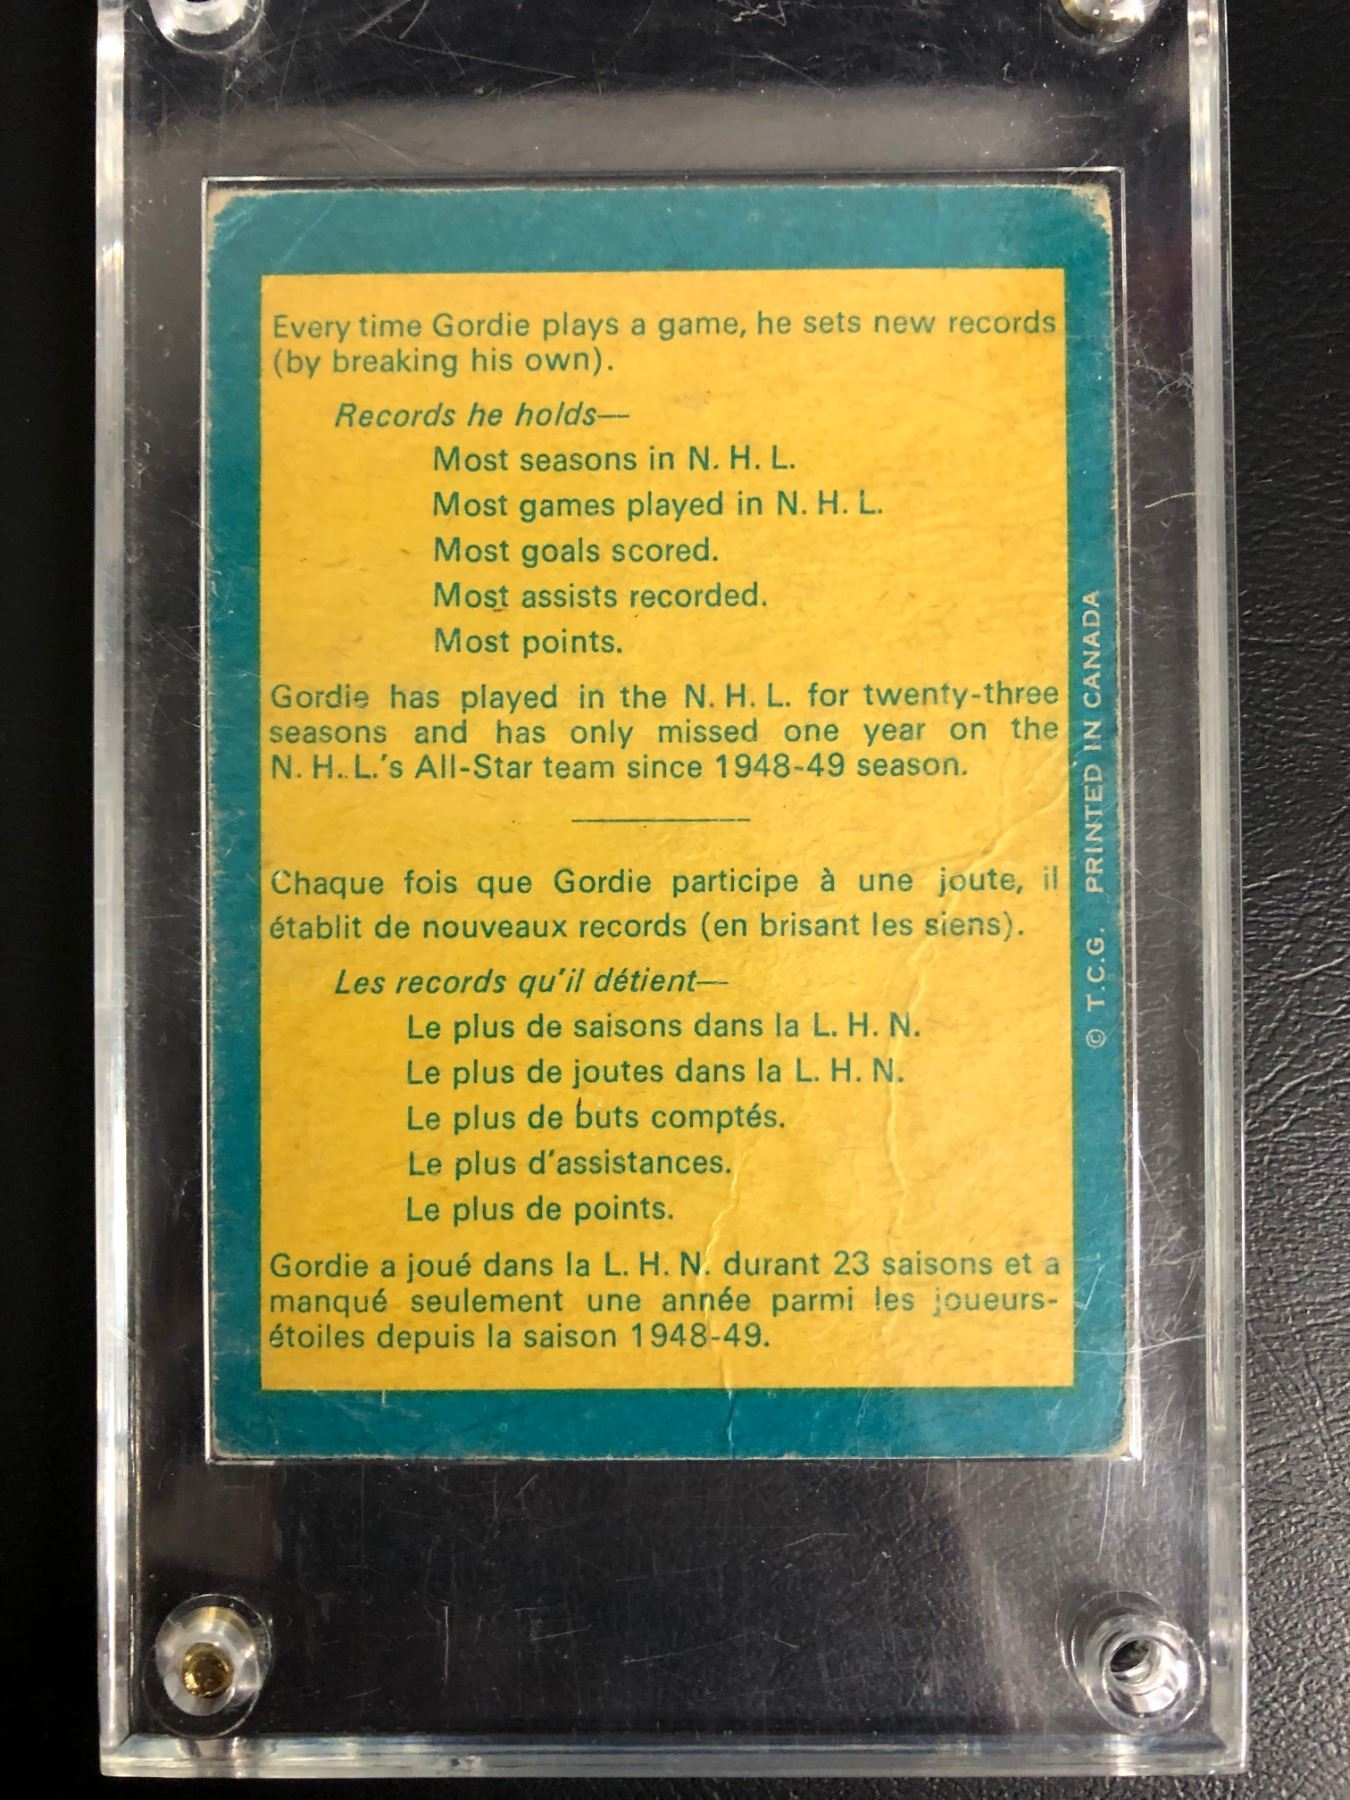 Every time Gordie plays a game, he sets new records
(by breaking his own).
Records he holds—
Most seasons in N. H. L.
Most games played in N. H. L.
Most goals scored.
Most assists recorded.
Most points.
Gordie has played in the N. H. L. for twenty-three
seasons and has only missed one year on the
N. H. L.'s All-Star team since 1948-49 season.
Chaque fois que Gordie participe à une joute, il
établit de nouveaux records (en brisant les siens).
Les records qu'il détient—
Le plus de saisons dans la L. H. N.
Le plus de joutes dans la L. H. N.
Le plus de buts comptés.
Le plus d'assistances.
Le plus de points.
Gordie a joué dans la L. H. N. durant 23 saisons et a
manqué seulement une année parmi les joueurs-
étoiles depuis la saison 1948-49.
© T.C.G. PRINTED IN CANADA